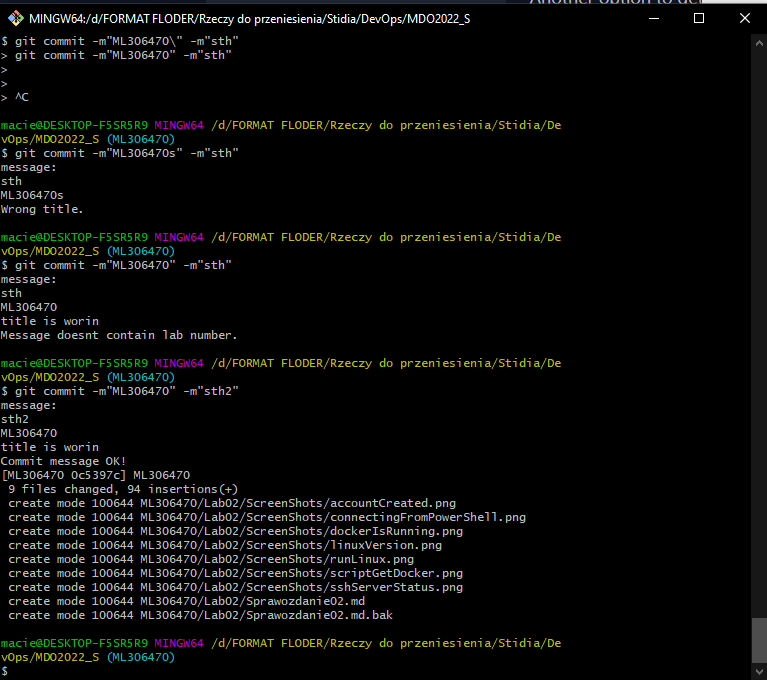 Another option to de
MINGW64:/d/FORMAT FLODER/Rzeczy do przeniesienia/Stidia/DevOps/MDO2022_S
$ git commit -m"ML306470\" -m"sth"
> git commit -m"ML306470" -m"sth"
>
>
> ^C
macie@DESKTOP-F5SR5R9 MINGW64 /d/FORMAT FLODER/Rzeczy do przeniesienia/Stidia/De
vOps/MDO2022_S (ML306470)
$ git commit -m"ML306470s" -m"sth"
message:
sth
ML306470s
Wrong title.
macie@DESKTOP-F5SR5R9 MINGW64 /d/FORMAT FLODER/Rzeczy do przeniesienia/Stidia/De
vOps/MDO2022_S (ML306470)
$ git commit -m"ML306470" -m"sth"
message:
sth
ML306470
title is worin
Message doesnt contain lab number.
macie@DESKTOP-F5SR5R9 MINGW64 /d/FORMAT FLODER/Rzeczy do przeniesienia/Stidia/De
vOps/MDO2022_S (ML306470)
$ git commit -m"ML306470" -m"sth2"
message:
sth2
ML306470
title is worin
Commit message OK!
[ML306470 0c5397c] ML306470
 9 files changed, 94 insertions(+)
 create mode 100644 ML306470/Lab02/ScreenShots/accountCreated.png
 create mode 100644 ML306470/Lab02/ScreenShots/connectingFromPowerShell.png
 create mode 100644 ML306470/Lab02/ScreenShots/dockerIsRunning.png
 create mode 100644 ML306470/Lab02/ScreenShots/linuxVersion.png
 create mode 100644 ML306470/Lab02/ScreenShots/runLinux.png
 create mode 100644 ML306470/Lab02/ScreenShots/scriptGetDocker.png
 create mode 100644 ML306470/Lab02/ScreenShots/sshServerStatus.png
 create mode 100644 ML306470/Lab02/Sprawozdanie02.md
 create mode 100644 ML306470/Lab02/Sprawozdanie02.md.bak
macie@DESKTOP-F5SR5R9 MINGW64 /d/FORMAT FLODER/Rzeczy do przeniesienia/Stidia/De
vOps/MDO2022_S (ML306470)
$